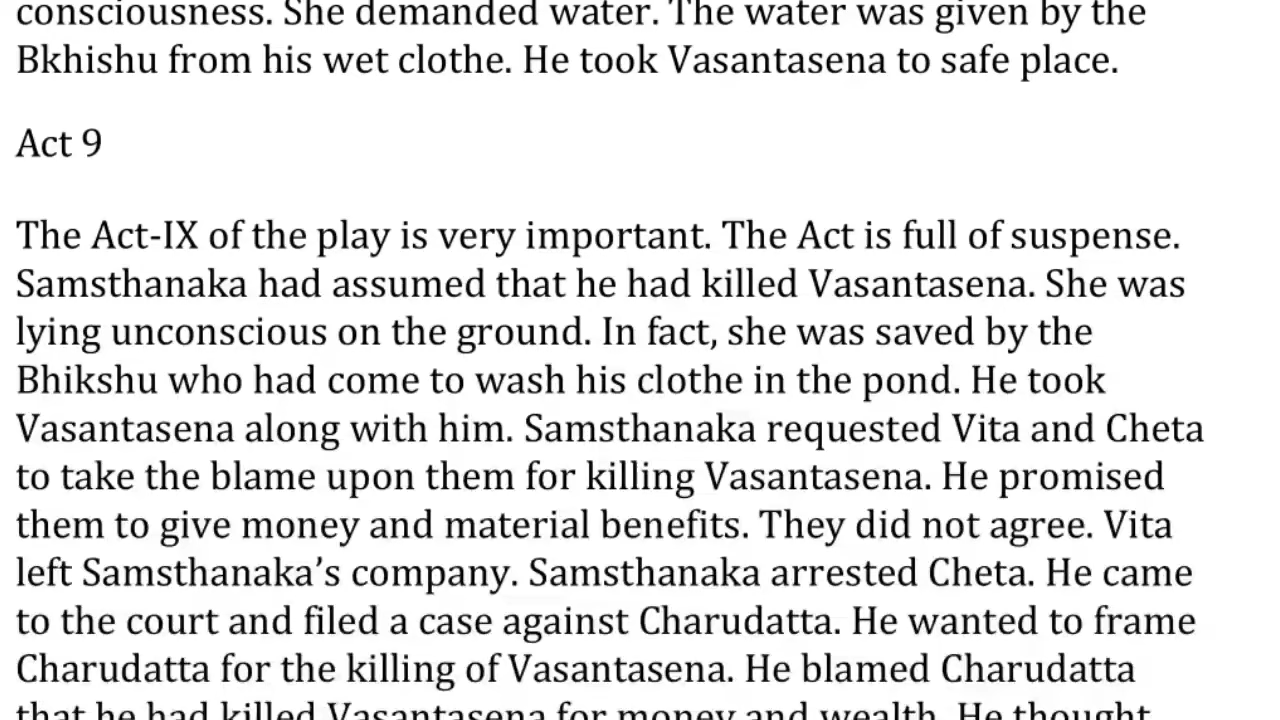 consciousness. She demanded water. The water was given by the
Bkhishu from his wet clothe. He took Vasantasena to safe place.
Act 9
The Act-IX of the play is very important. The Act is full of suspense.
Samsthanaka had assumed that he had killed Vasantasena. She was
lying unconscious on the ground. In fact, she was saved by the
Bhikshu who had come to wash his clothe in the pond. He took
Vasantasena along with him. Samsthanaka requested Vita and Cheta
to take the blame upon them for killing Vasantasena. He promised
them to give money and material benefits. They did not agree. Vita
left Samsthanaka’s company. Samsthanaka arrested Cheta. He came
to the court and filed a case against Charudatta. He wanted to frame
Charudatta for the killing of Vasantasena. He blamed Charudatta
that he had killed Vasantasena for money and wealth. He thought